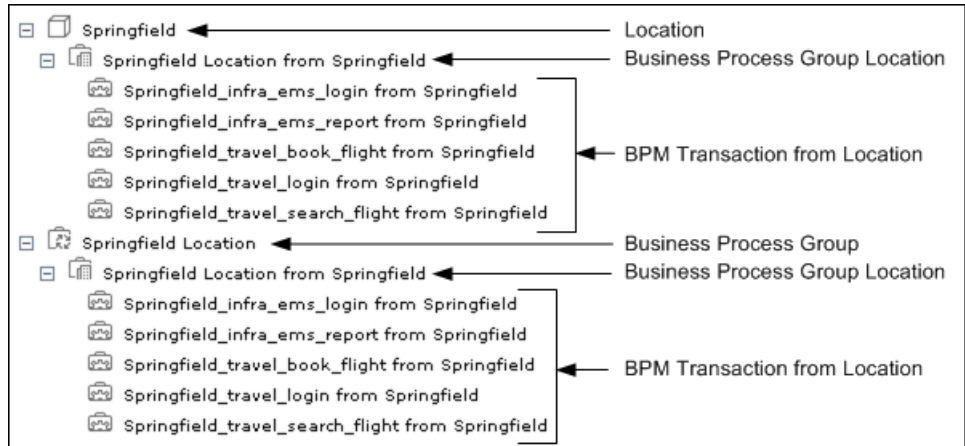 Springfield Location
Springfield Location from Springfield Business Process Group Location
Springfield_infra_ems_login from Springfield
Springfield_infra_ems_report from Springfield
Springfield_travel_book_flight from Springfield BPM Transaction from Location
Springfield_travel_login from Springfield
Springfield_travel_search_flight from Springfield
Springfield Location Business Process Group
Springfield Location from Springfield Business Process Group Location
Springfield_infra_ems_login from Springfield
Springfield_infra_ems_report from Springfield
Springfield_travel_book_flight from Springfield BPM Transaction from Location
Springfield_travel_login from Springfield
Springfield_travel_search_flight from Springfield